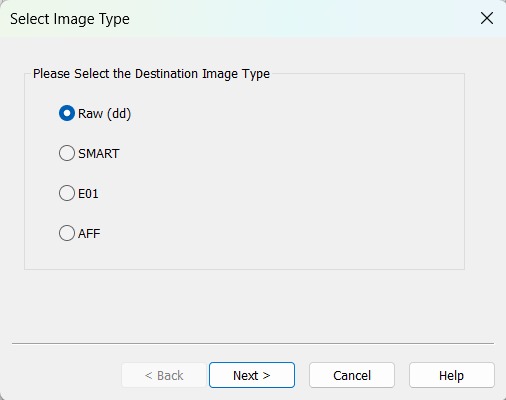 Select Image Type
Please Select the Destination Image Type
Raw (dd)
SMART
E01
AFF
< Back
Next >
Cancel
Help